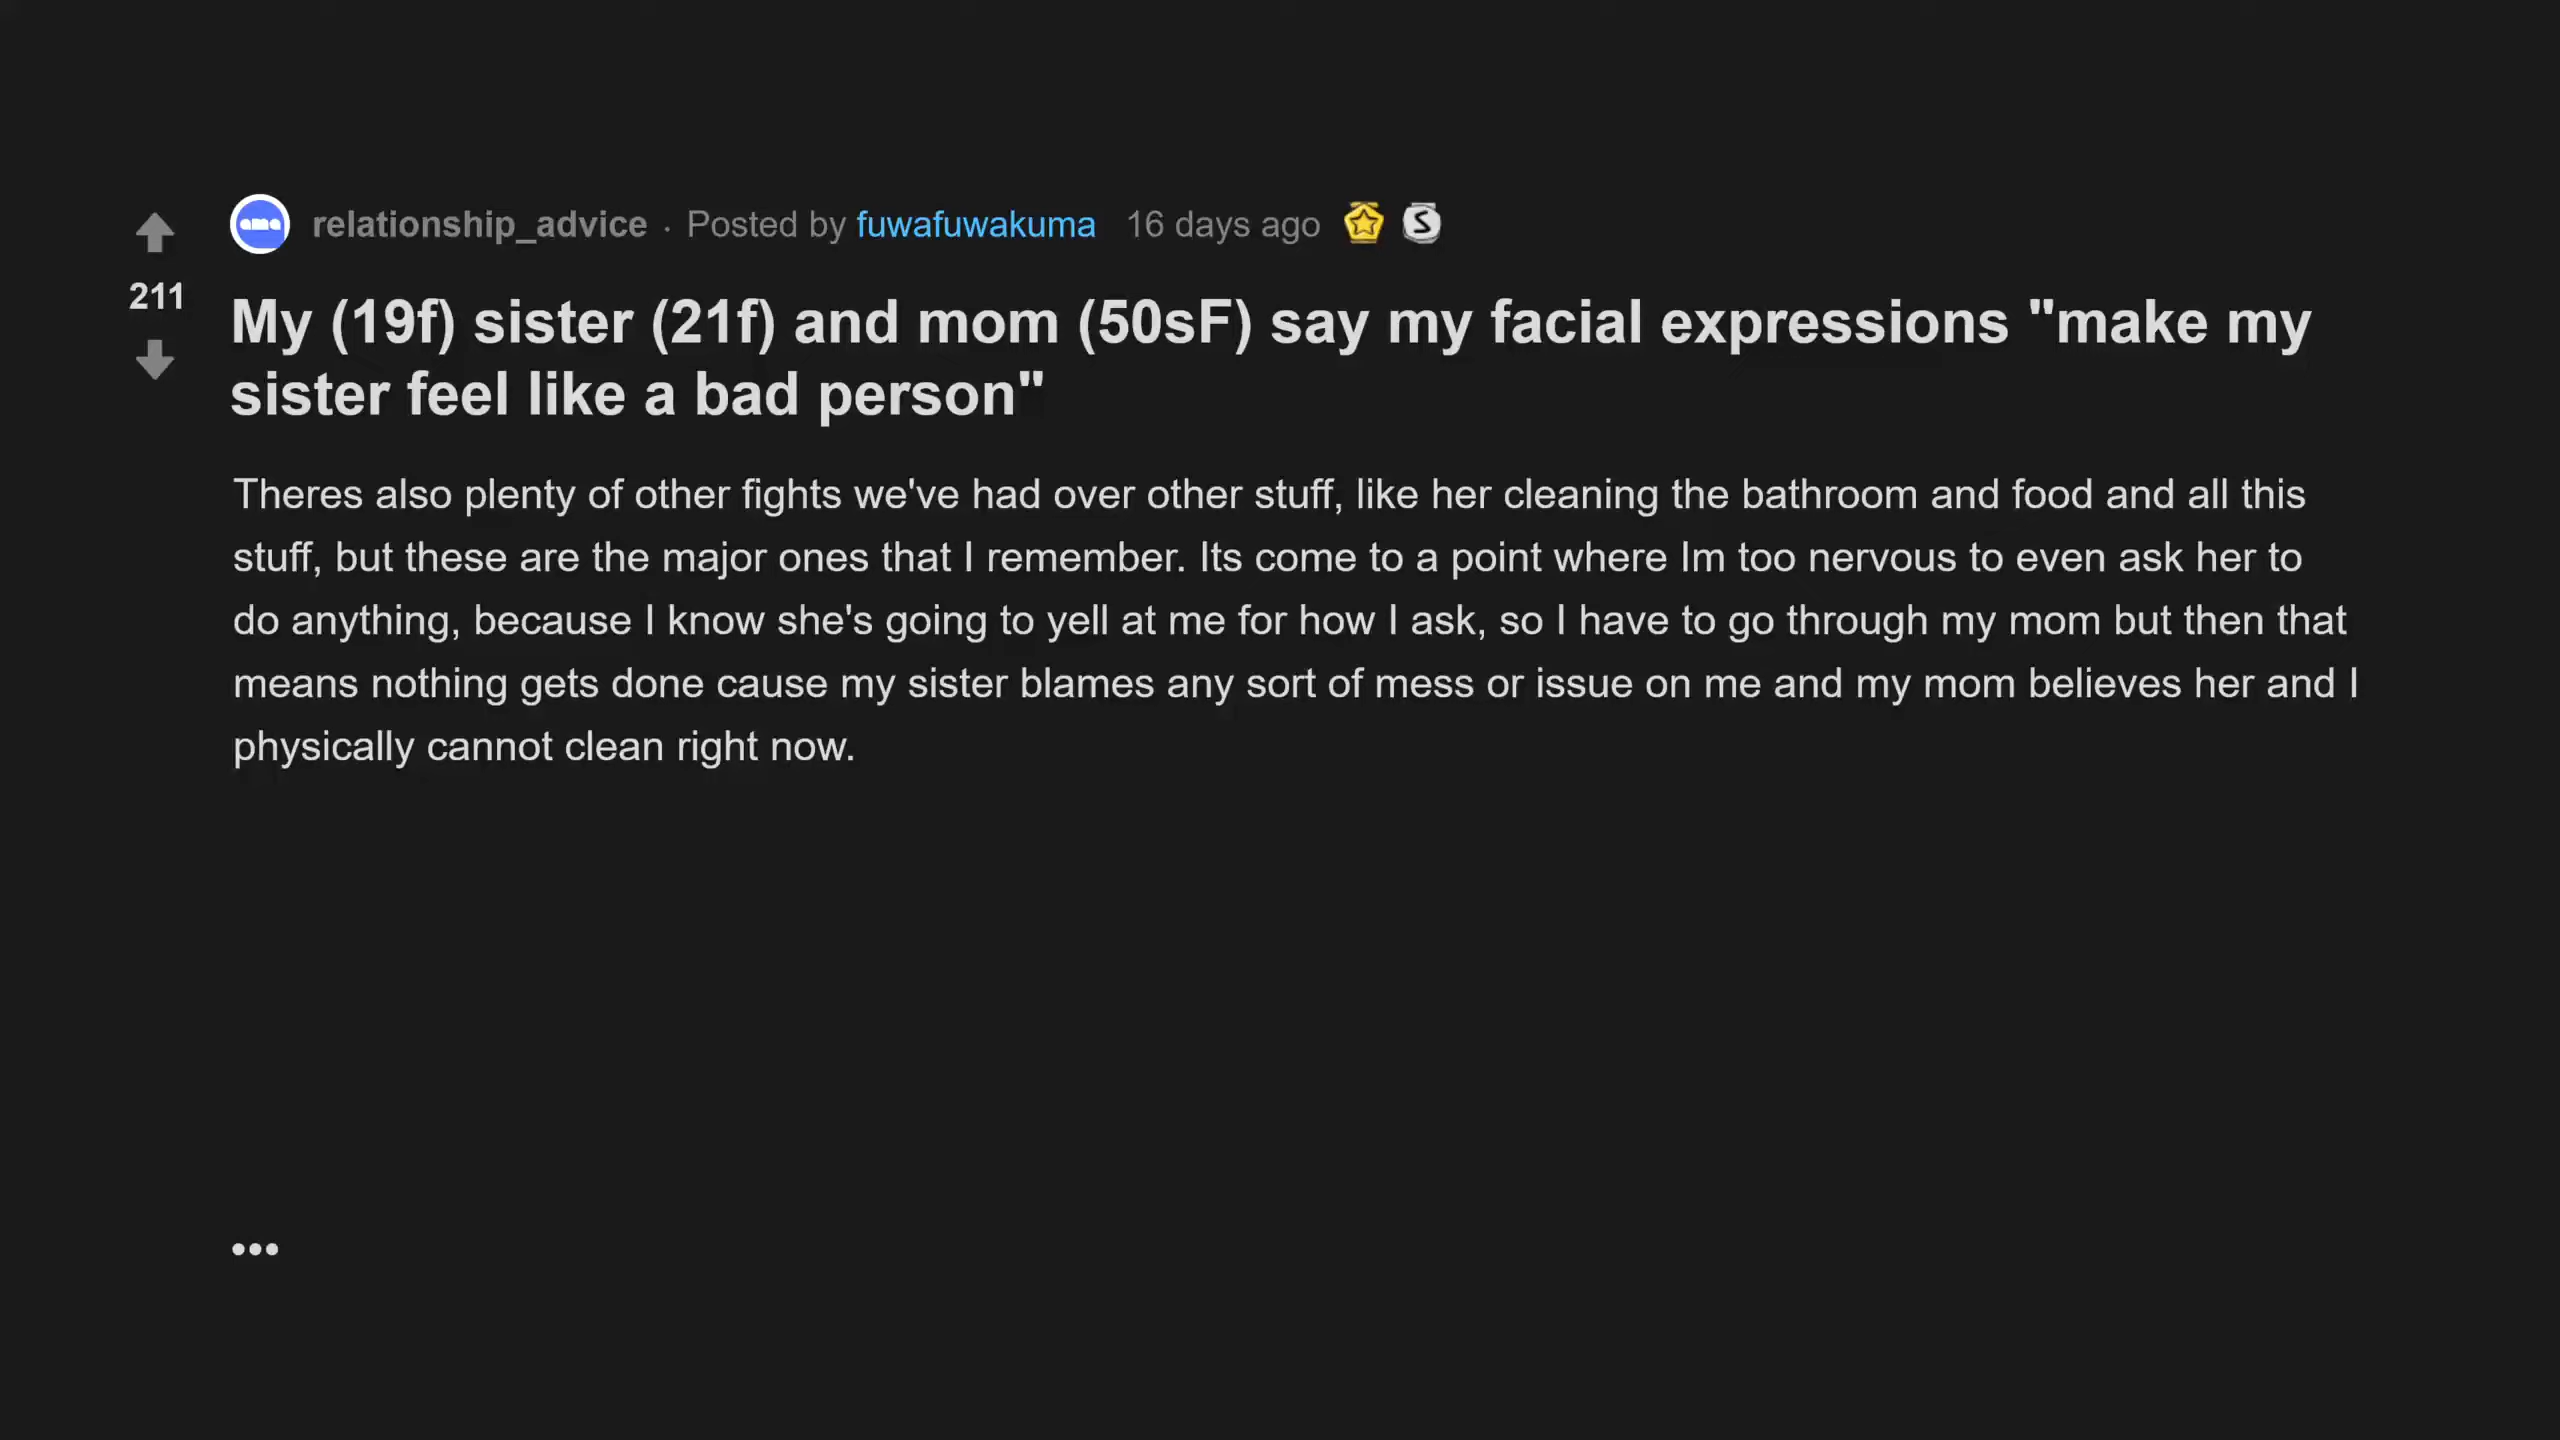 ama relationship_advice · Posted by fuwafuwakuma 16 days ago S
211
My (19f) sister (21f) and mom (50sF) say my facial expressions "make my
sister feel like a bad person"
Theres also plenty of other fights we've had over other stuff, like her cleaning the bathroom and food and all this
stuff, but these are the major ones that I remember. Its come to a point where Im too nervous to even ask her to
do anything, because I know she's going to yell at me for how I ask, so I have to go through my mom but then that
means nothing gets done cause my sister blames any sort of mess or issue on me and my mom believes her and I
physically cannot clean right now.
•••